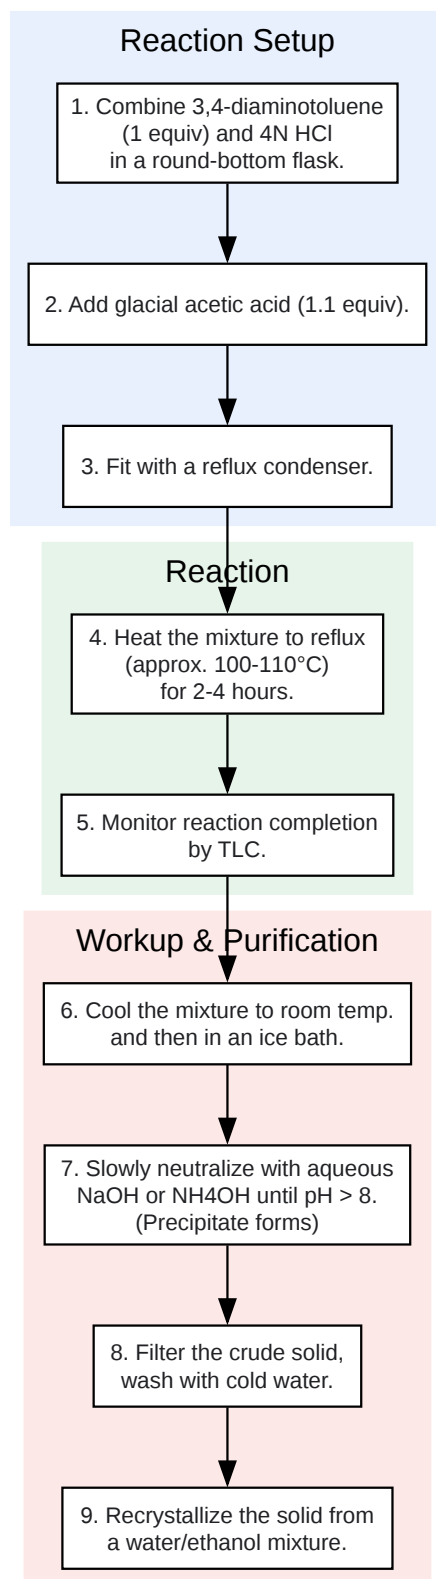 Reaction Setup
1. Combine 3,4-diaminotoluene
(1 equiv) and 4N HCl
in a round-bottom flask.
2. Add glacial acetic acid (1.1 equiv).
3. Fit with a reflux condenser.
Reaction
4. Heat the mixture to reflux
(approx. 100-110°C)
for 2-4 hours.
5. Monitor reaction completion
by TLC.
Workup & Purification
6. Cool the mixture to room temp.
and then in an ice bath.
7. Slowly neutralize with aqueous
NaOH or NH4OH until pH > 8.
(Precipitate forms)
8. Filter the crude solid,
wash with cold water.
9. Recrystallize the solid from
a water/ethanol mixture.